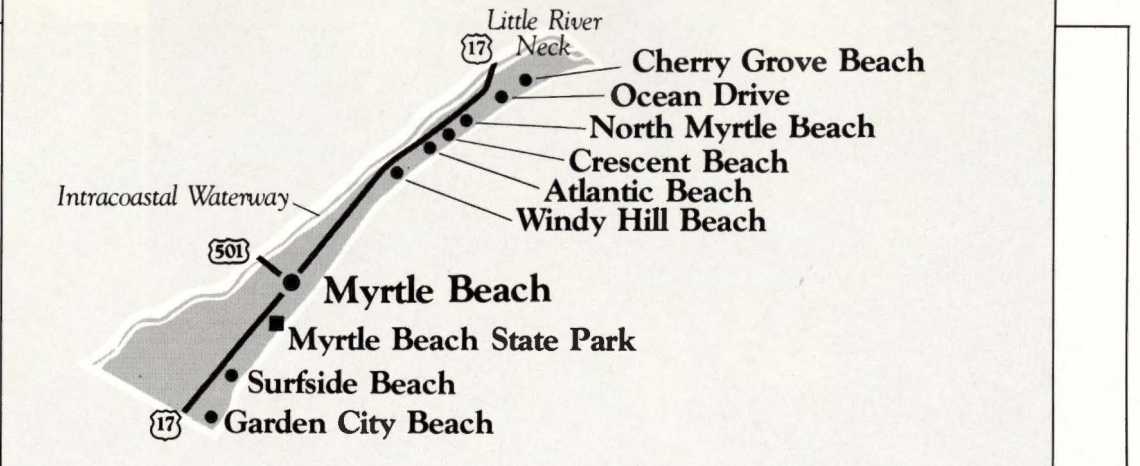 Little River
Neck
17
Cherry Grove Beach
Ocean Drive
North Myrtle Beach
Crescent Beach
Atlantic Beach
Windy Hill Beach
Intracoastal Waterway
501
Myrtle Beach
Myrtle Beach State Park
Surfside Beach
17
Garden City Beach